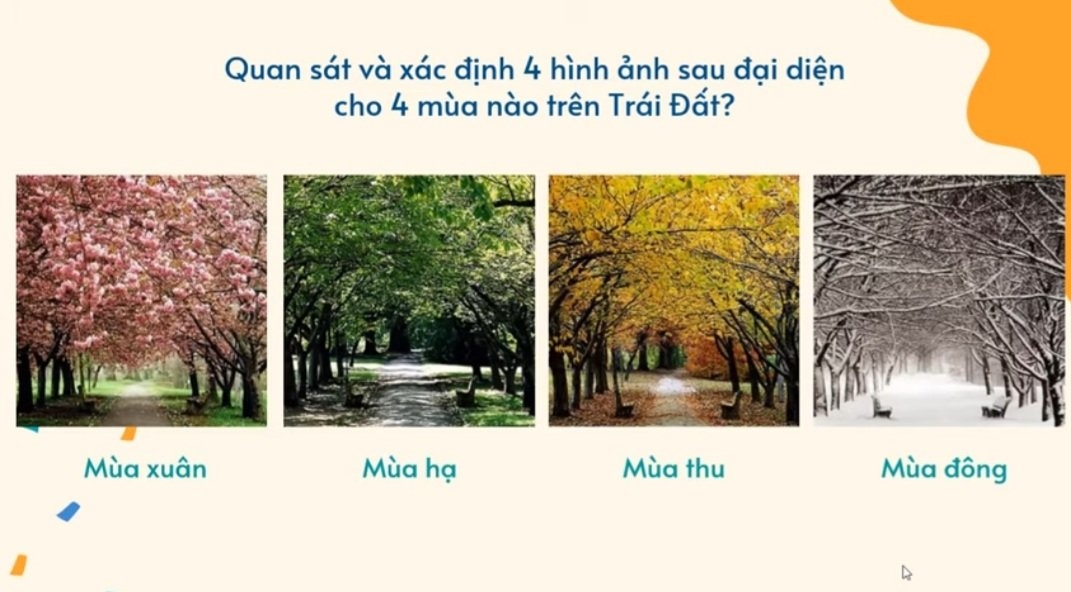 Quan sát và xác định 4 hình ảnh sau đại diện
cho 4 mùa nào trên Trái Đất?
Mùa xuân
Mùa hạ
Mùa thu
Mùa đông